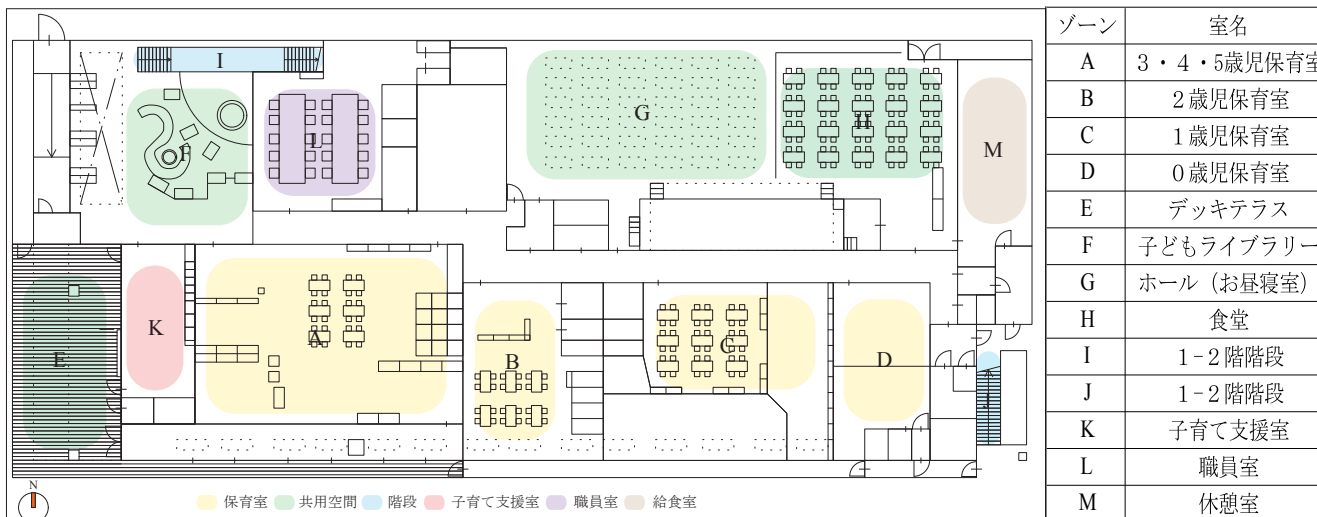 I
L
F
G
H
M
K
A
E
B
C
D
J
N
保育室 共用空間 階段 子育て支援室 職員室 給食室
ゾーン 室名
A 3・4・5歳児保育室
B 2歳児保育室
C 1歳児保育室
D 0歳児保育室
E デッキテラス
F 子どもライブラリー
G ホール（お昼寝室）
H 食堂
I 1-2階階段
J 1-2階階段
K 子育て支援室
L 職員室
M 休憩室